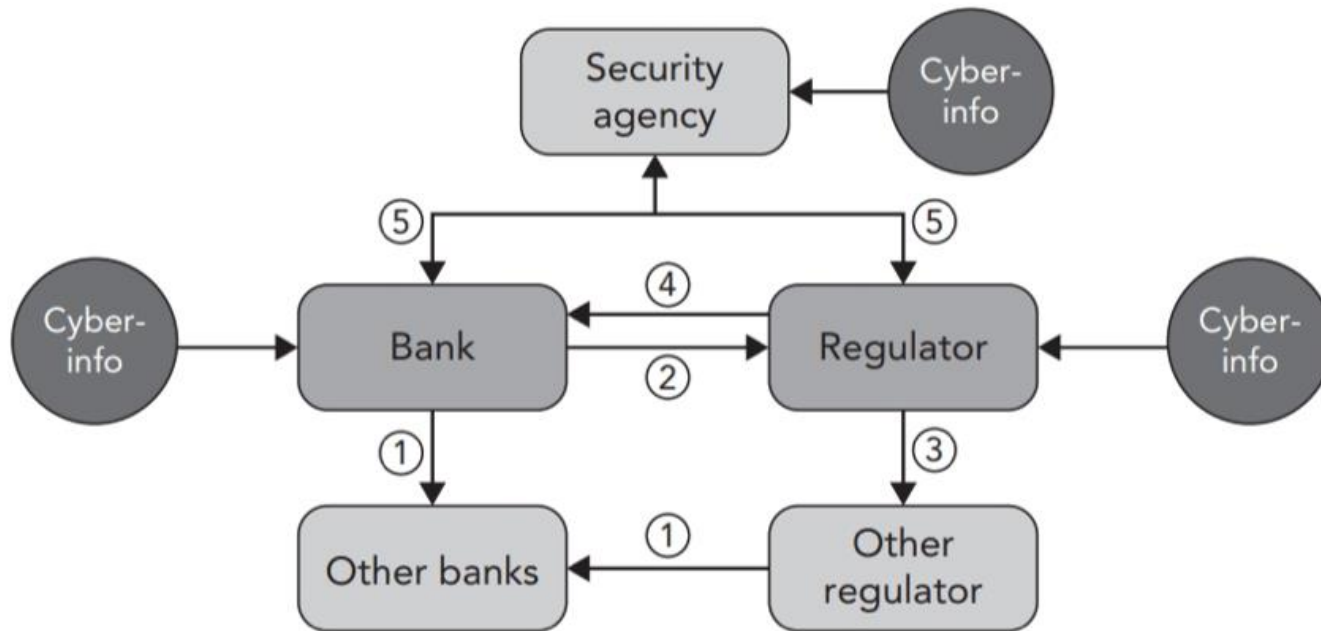 Security
agency
Cyber-
info
5
5
4
Cyber-
info
Bank
Regulator
Cyber-
info
2
1
3
1
Other banks
Other
regulator